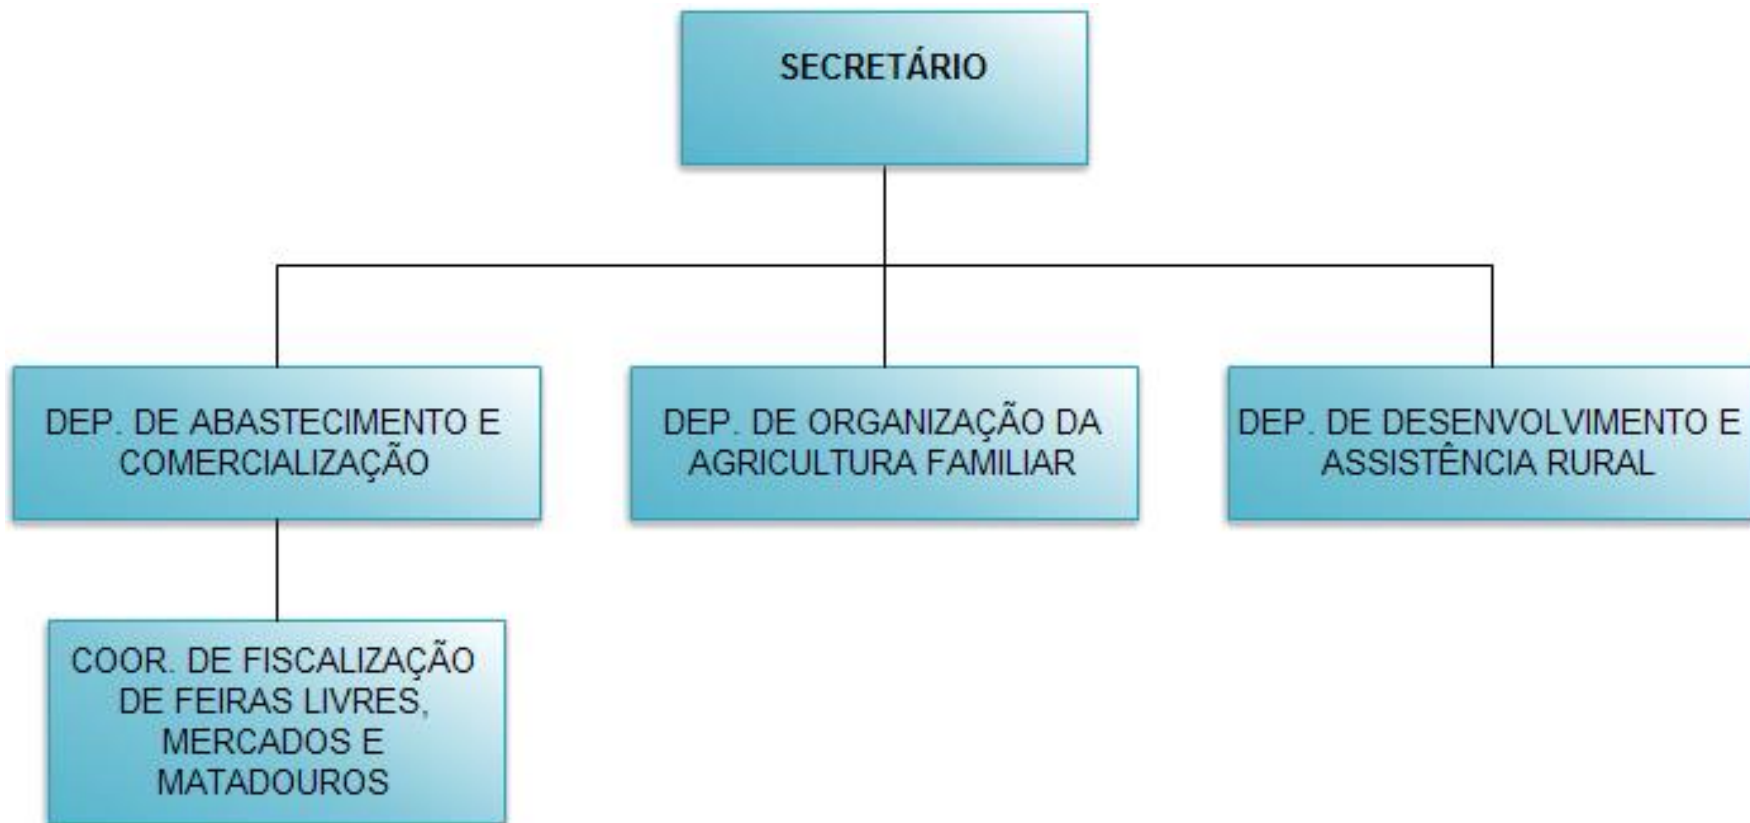 SECRETÁRIO
DEP. DE ABASTECIMENTO E
COMERCIALIZAÇÃO
DEP. DE ORGANIZAÇÃO DA
AGRICULTURA FAMILIAR
DEP. DE DESENVOLVIMENTO E
ASSISTÊNCIA RURAL
COOR. DE FISCALIZAÇÃO
DE FEIRAS LIVRES,
MERCADOS E
MATADOUROS